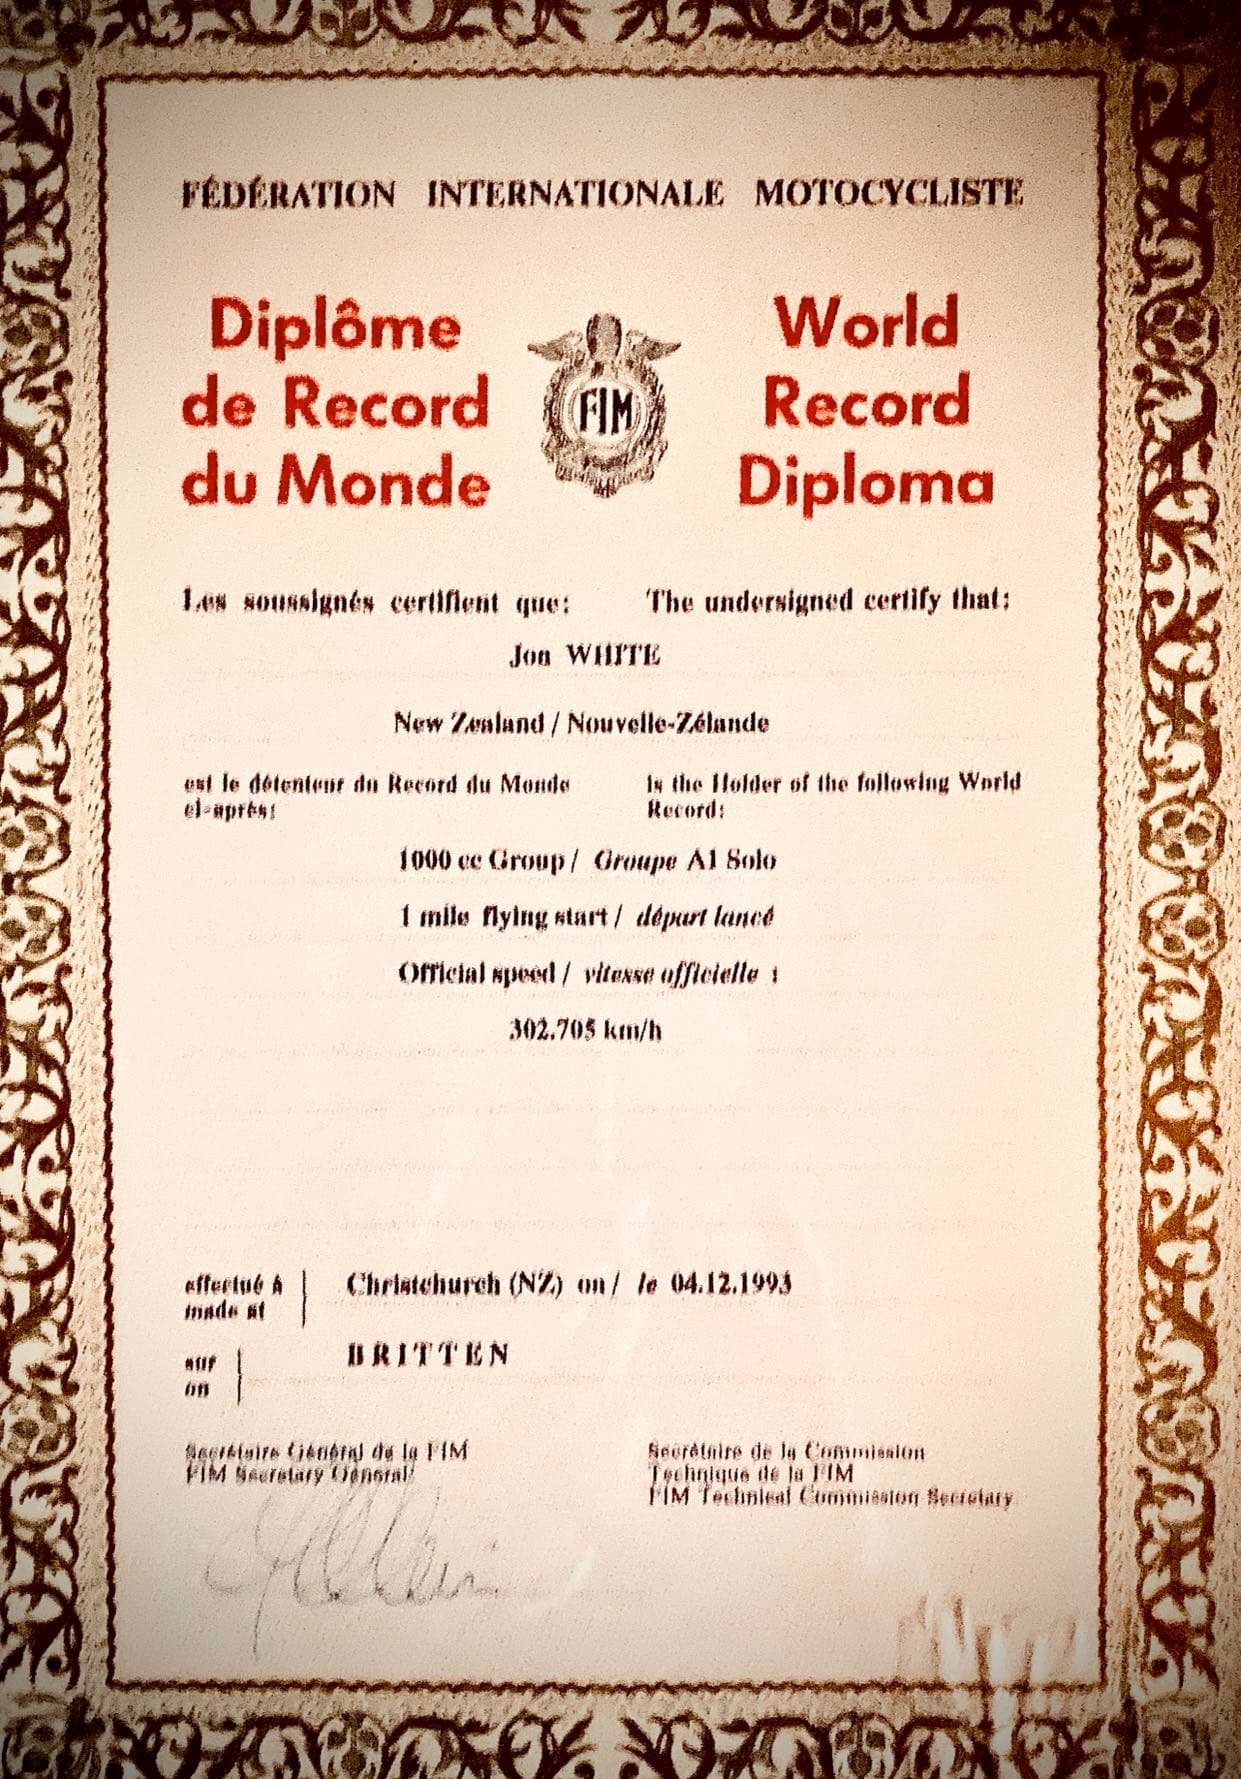 FÉDÉRATION INTERNATIONALE MOTOCYCLISTE
Diplôme
de Record
du Monde
FIM
World
Record
Diploma
Les soussignés certifient que:
The undersigned certify that:
Jon WHITE
New Zealand / Nouvelle-Zélande
est le détenteur du Record du Monde
ci-après:
is the Holder of the following World
Record:
1000 cc Group / Groupe A1 Solo
1 mile flying start / départ lancé
Official speed / vitesse officielle :
302.705 km/h
effectué à
made at
Christchurch (NZ) on / le 04.12.1993
sur
on
BRITTEN
Secrétaire Général de la FIM
FIM Secretary General
Secrétaire de la Commission
Technique de la FIM
FIM Technical Commission Secretary